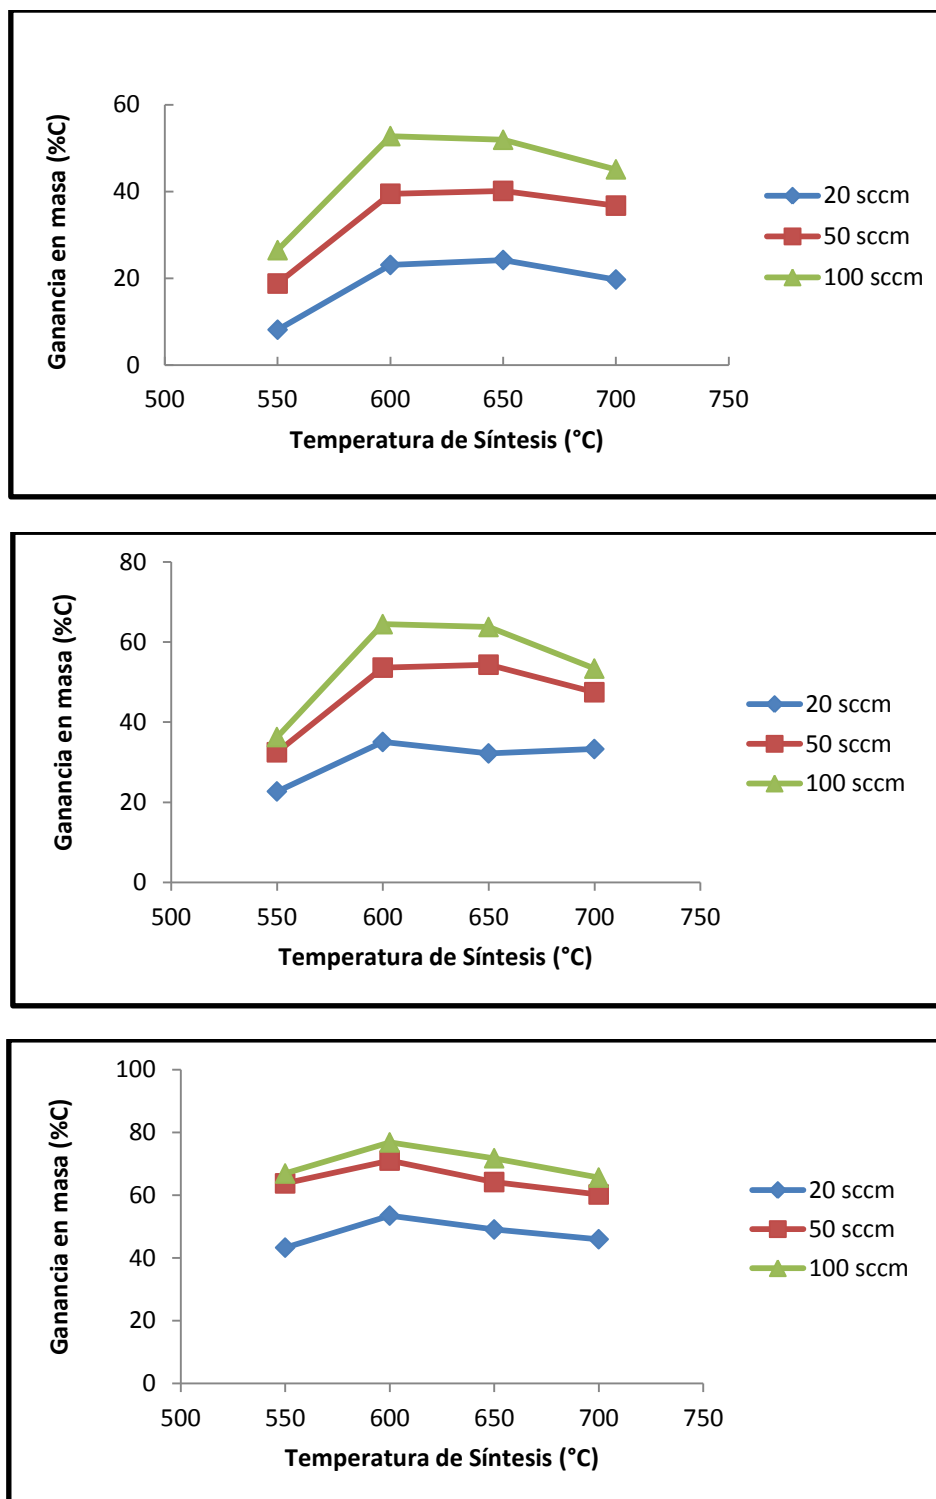 Ganancia en masa (%C)
60
40
20
0
500 550 600 650 700 750
Temperatura de Síntesis (°C)
20 sccm
50 sccm
100 sccm
Ganancia en masa (%C)
80
60
40
20
0
500 550 600 650 700 750
Temperatura de Síntesis (°C)
20 sccm
50 sccm
100 sccm
Ganancia en masa (%C)
100
80
60
40
20
0
500 550 600 650 700 750
Temperatura de Síntesis (°C)
20 sccm
50 sccm
100 sccm